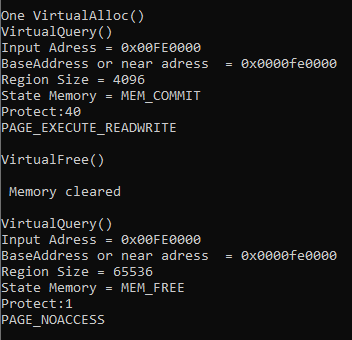 One VirtualAlloc()
VirtualQuery()
Input Adress = 0x00FE0000
BaseAddress or near adress  = 0x0000fe0000
Region Size = 4096
State Memory = MEM_COMMIT
Protect:40
PAGE_EXECUTE_READWRITE

VirtualFree()

 Memory cleared

VirtualQuery()
Input Adress = 0x00FE0000
BaseAddress or near adress  = 0x0000fe0000
Region Size = 65536
State Memory = MEM_FREE
Protect:1
PAGE_NOACCESS